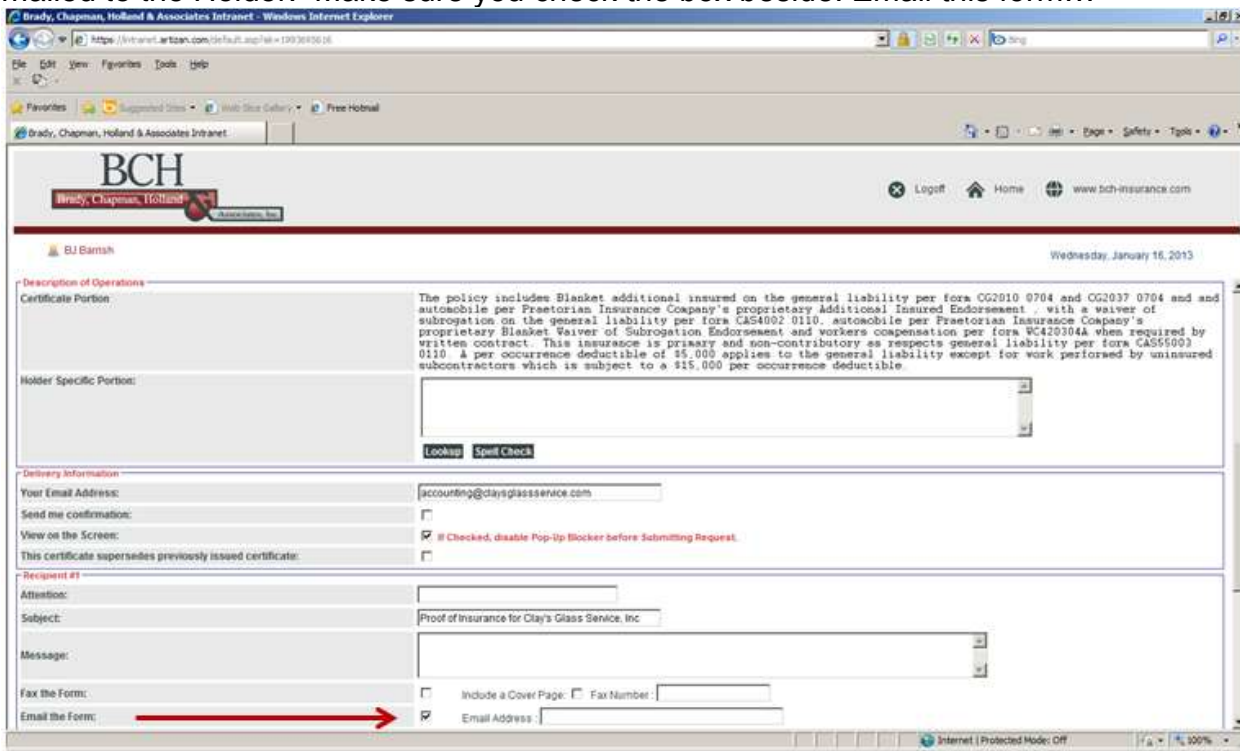 mailed to the Holder. Make sure you check the box beside: Email this form…
Brady, Chapman, Holland & Associates Intranet - Windows Internet Explorer
Bing
File Edit View Favorites Tools Help
Favorites Suggested Sites Web Slice Gallery Free Hotmail
Brady, Chapman, Holland & Associates Intranet
Page Safety Tools
BCH
Brady, Chapman, Holland &
Associates, Inc.
Logoff Home www.bch-insurance.com
Wednesday, January 16, 2013
Description of Operations
Certificate Portion
The policy includes Blanket additional insured on the general liability per form CG2010 0704 and CG2037 0704 and and
automobile per Praetorian Insurance Company's proprietary Additional Insured Endorsement , with a waiver of
subrogation on the general liability per form CAS4002 0110, automobile per Praetorian Insurance Company's
proprietary Blanket Waiver of Subrogation Endorsement and workers compensation per form WC420304A when required by
written contract. This insurance is primary and non-contributory as respects general liability per form CAS5003
0110. A per occurrence deductible of $5,000 applies to the general liability except for work performed by uninsured
subcontractors which is subject to a $15,000 per occurrence deductible.
Holder Specific Portion:
Lookup Spell Check
Delivery Information
Your Email Address: accounting@claysglassservice.com
Send me confirmation:
View on the Screen: If Checked, disable Pop-Up Blocker before Submitting Request.
This certificate supersedes previously issued certificate:
Recipient #1
Attention:
Subject: Proof of Insurance for Clay's Glass Service, Inc
Message:
Fax the Form: Include a Cover Page: Fax Number:
Email the Form: Email Address :
Internet | Protected Mode: Off 100%